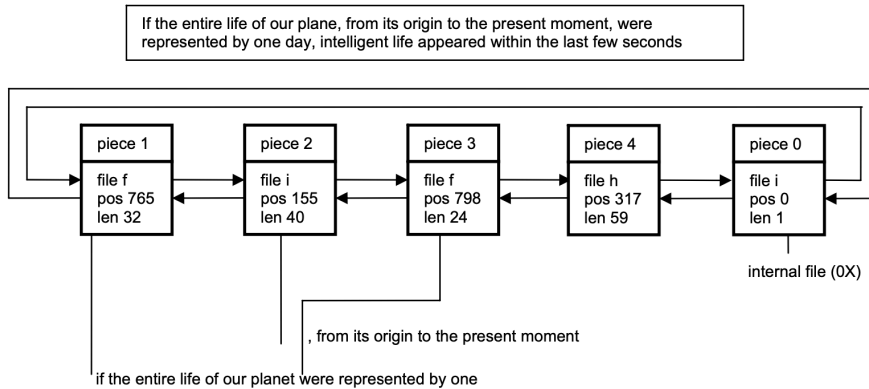 If the entire life of our plane, from its origin to the present moment, were
represented by one day, intelligent life appeared within the last few seconds
piece 1
piece 2
piece 3
piece 4
piece 0
file f
pos 765
len 32
file i
pos 155
len 40
file f
pos 798
len 24
file h
pos 317
len 59
file i
pos 0
len 1
internal file (0X)
, from its origin to the present moment
if the entire life of our planet were represented by one